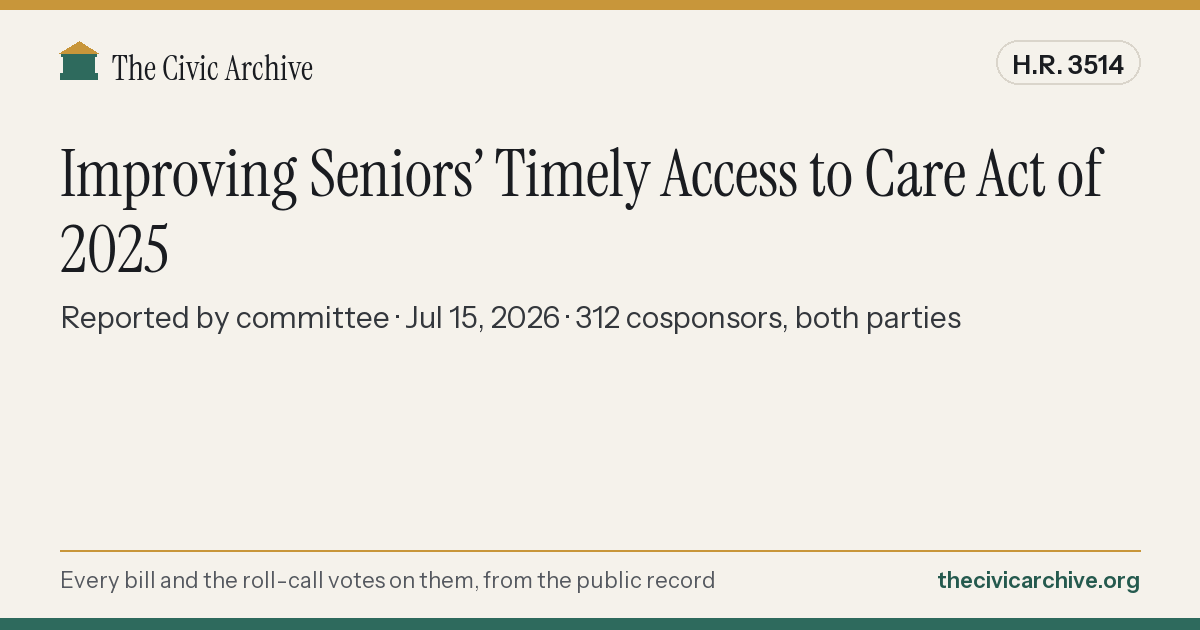 The Civic Archive
H.R. 3514
Improving Seniors’ Timely Access to Care Act of
2025
Reported by committee · Jul 15, 2026 · 312 cosponsors, both parties
Every bill and the roll-call votes on them, from the public record
thecivicarchive.org